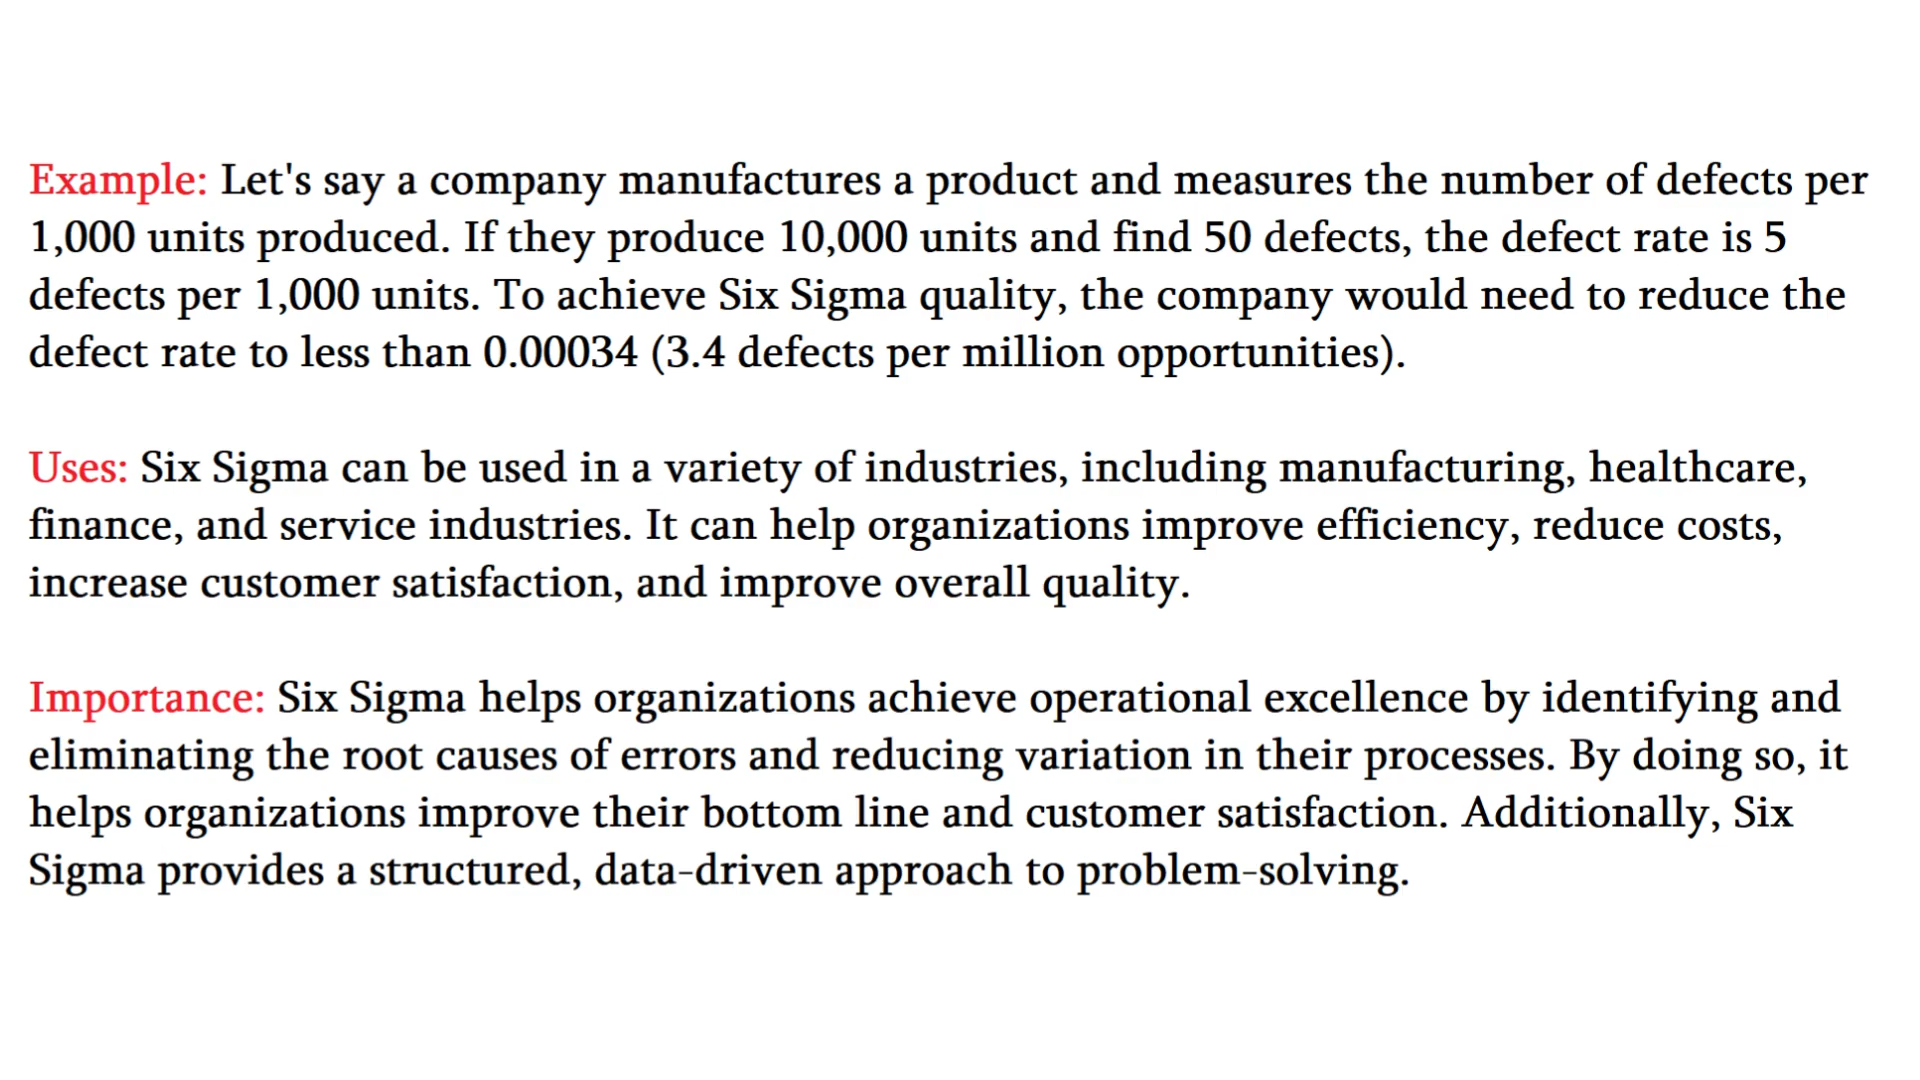 Example: Let's say a company manufactures a product and measures the number of defects per
1,000 units produced. If they produce 10,000 units and find 50 defects, the defect rate is 5
defects per 1,000 units. To achieve Six Sigma quality, the company would need to reduce the
defect rate to less than 0.00034 (3.4 defects per million opportunities).
Uses: Six Sigma can be used in a variety of industries, including manufacturing, healthcare,
finance, and service industries. It can help organizations improve efficiency, reduce costs,
increase customer satisfaction, and improve overall quality.
Importance: Six Sigma helps organizations achieve operational excellence by identifying and
eliminating the root causes of errors and reducing variation in their processes. By doing so, it
helps organizations improve their bottom line and customer satisfaction. Additionally, Six
Sigma provides a structured, data-driven approach to problem-solving.